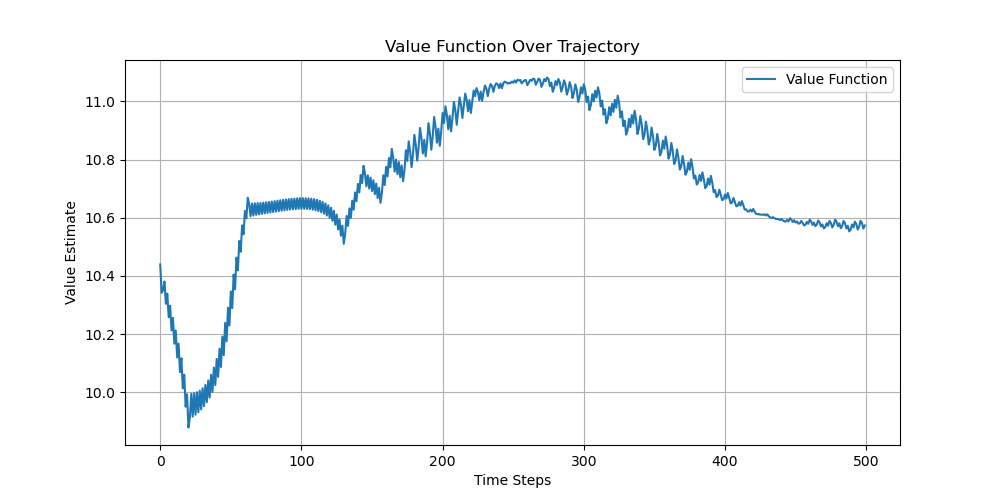 Value Function Over Trajectory
Value Function
Value Estimate
11.0
10.8
10.6
10.4
10.2
10.0
0 100 200 300 400 500
Time Steps